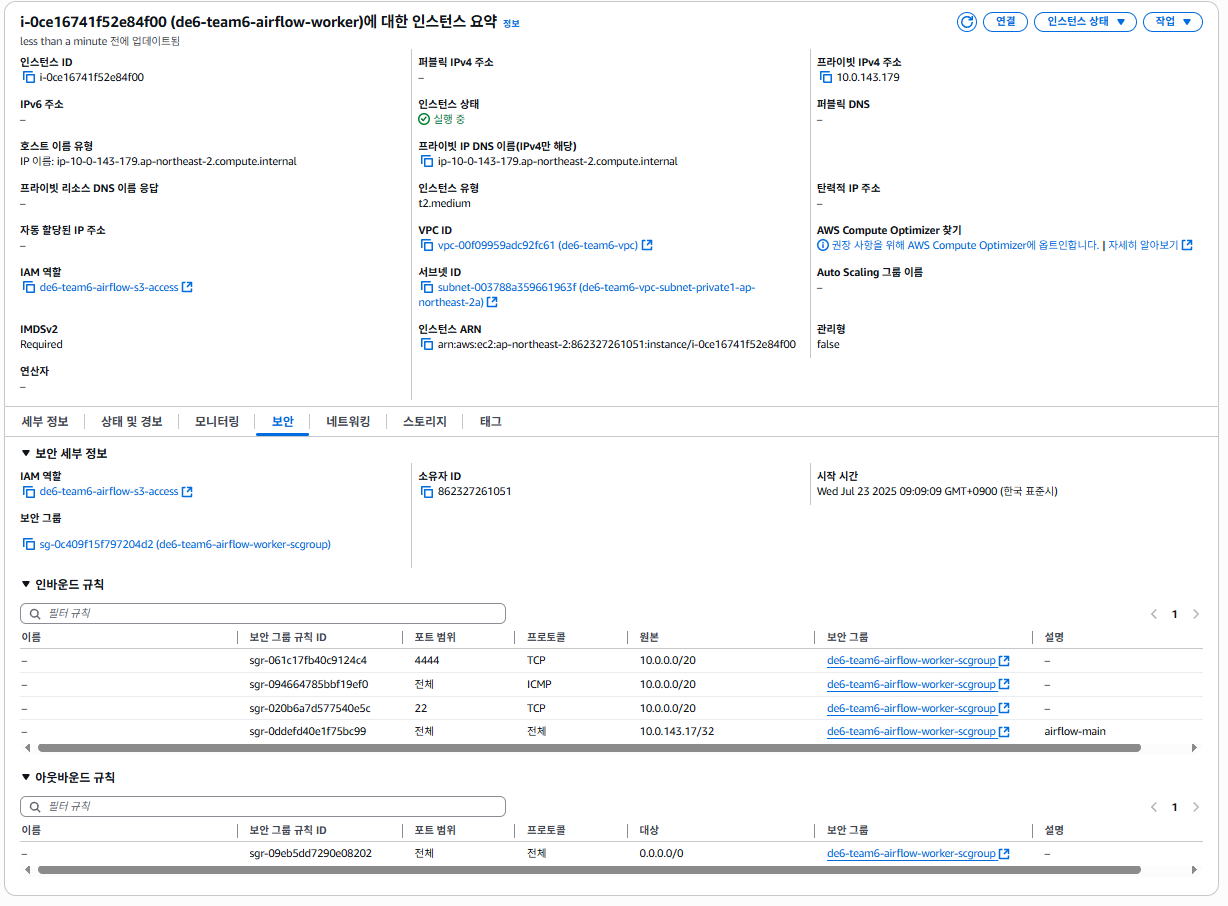 i-0ce16741f52e84f00 (de6-team6-airflow-worker)에 대한 인스턴스 요약 정보
less than a minute 전에 업데이트됨
연결
인스턴스 상태
작업
인스턴스 ID
i-0ce16741f52e84f00
퍼블릭 IPv4 주소
–
프라이빗 IPv4 주소
10.0.143.179
IPv6 주소
–
인스턴스 상태
실행 중
퍼블릭 DNS
–
호스트 이름 유형
IP 이름: ip-10-0-143-179.ap-northeast-2.compute.internal
프라이빗 IP DNS 이름(IPv4만 해당)
ip-10-0-143-179.ap-northeast-2.compute.internal
프라이빗 리소스 DNS 이름 응답
–
인스턴스 유형
t2.medium
탄력적 IP 주소
–
자동 할당된 IP 주소
–
VPC ID
vpc-00f09959adc92fc61 (de6-team6-vpc)
AWS Compute Optimizer 찾기
권장 사항을 위해 AWS Compute Optimizer에 옵트인합니다. | 자세히 알아보기
IAM 역할
de6-team6-airflow-s3-access
서브넷 ID
subnet-003788a359661963f (de6-team6-vpc-subnet-private1-ap-
northeast-2a)
Auto Scaling 그룹 이름
–
IMDSv2
Required
인스턴스 ARN
arn:aws:ec2:ap-northeast-2:862327261051:instance/i-0ce16741f52e84f00
관리형
false
연산자
–
세부 정보 상태 및 경보 모니터링 보안 네트워킹 스토리지 태그
보안 세부 정보
IAM 역할
de6-team6-airflow-s3-access
소유자 ID
862327261051
시작 시간
Wed Jul 23 2025 09:09:09 GMT+0900 (한국 표준시)
보안 그룹
sg-0c409f15f797204d2 (de6-team6-airflow-worker-scgroup)
인바운드 규칙
필터 규칙
1
이름 보안 그룹 규칙 ID 포트 범위 프로토콜 원본 보안 그룹 설명
– sgr-061c17fb40c9124c4 4444 TCP 10.0.0.0/20 de6-team6-airflow-worker-scgroup –
– sgr-094664785bbf19ef0 전체 ICMP 10.0.0.0/20 de6-team6-airflow-worker-scgroup –
– sgr-020b6a7d577540e5c 22 TCP 10.0.0.0/20 de6-team6-airflow-worker-scgroup –
– sgr-0ddefd40e1f75bc99 전체 전체 10.0.143.17/32 de6-team6-airflow-worker-scgroup airflow-main
아웃바운드 규칙
필터 규칙
1
이름 보안 그룹 규칙 ID 포트 범위 프로토콜 대상 보안 그룹 설명
– sgr-09eb5dd7290e08202 전체 전체 0.0.0.0/0 de6-team6-airflow-worker-scgroup –